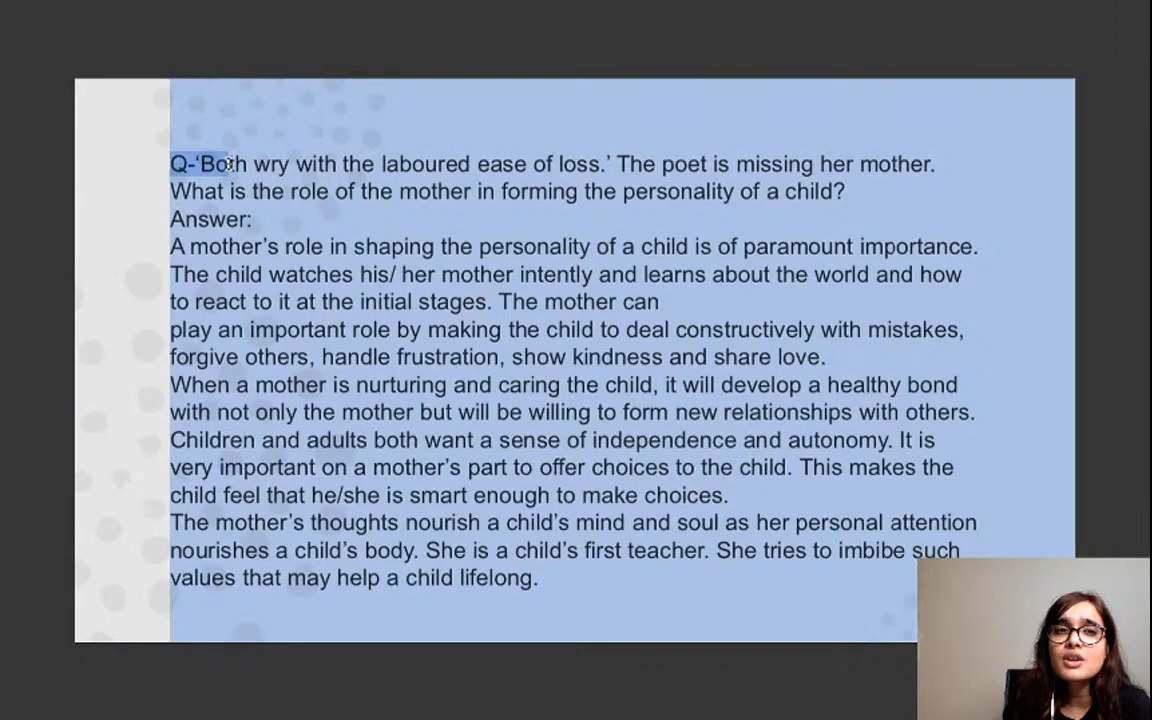 Q-‘Both wry with the laboured ease of loss.’ The poet is missing her mother.
What is the role of the mother in forming the personality of a child?
Answer:
A mother’s role in shaping the personality of a child is of paramount importance.
The child watches his/ her mother intently and learns about the world and how
to react to it at the initial stages. The mother can
play an important role by making the child to deal constructively with mistakes,
forgive others, handle frustration, show kindness and share love.
When a mother is nurturing and caring the child, it will develop a healthy bond
with not only the mother but will be willing to form new relationships with others.
Children and adults both want a sense of independence and autonomy. It is
very important on a mother’s part to offer choices to the child. This makes the
child feel that he/she is smart enough to make choices.
The mother’s thoughts nourish a child’s mind and soul as her personal attention
nourishes a child’s body. She is a child’s first teacher. She tries to imbibe such
values that may help a child lifelong.